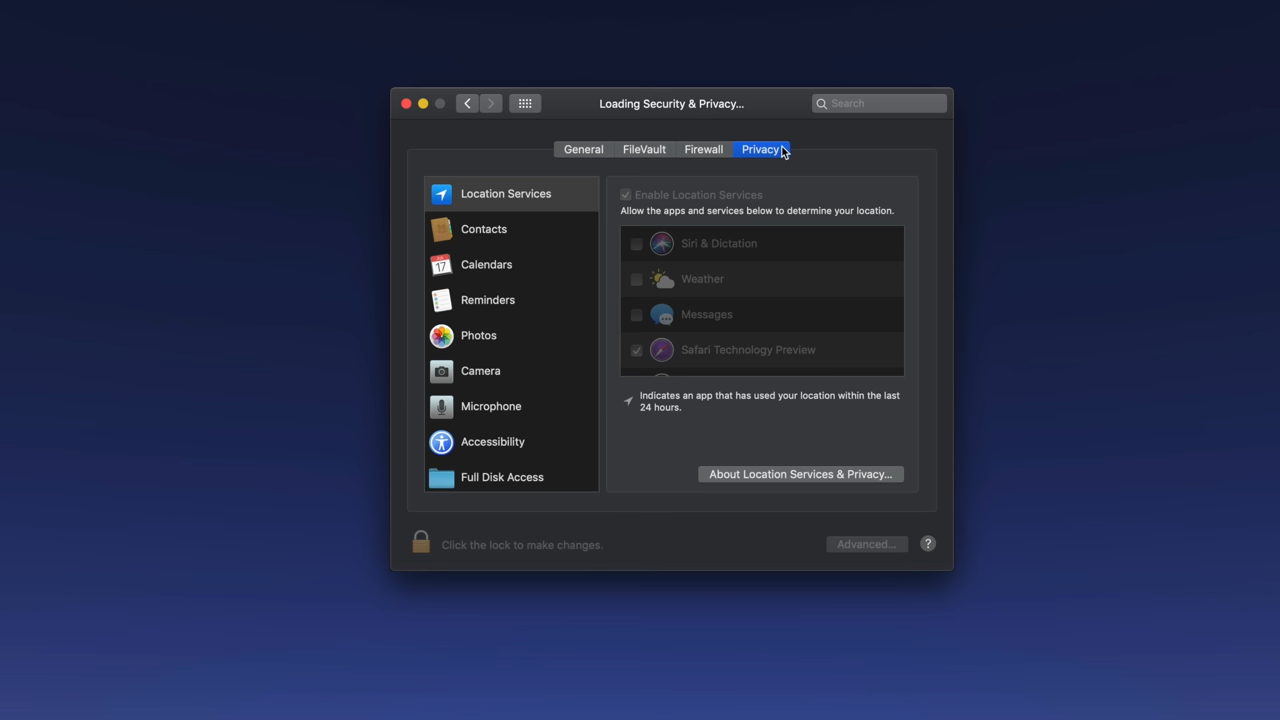 Loading Security & Privacy...
Search
General FileVault Firewall Privacy
Location Services
Contacts
17
Calendars
Reminders
Photos
Camera
Microphone
Accessibility
Full Disk Access
Enable Location Services
Allow the apps and services below to determine your location.
Siri & Dictation
Weather
Messages
Safari Technology Preview
Indicates an app that has used your location within the last
24 hours.
About Location Services & Privacy...
Click the lock to make changes.
Advanced...
?